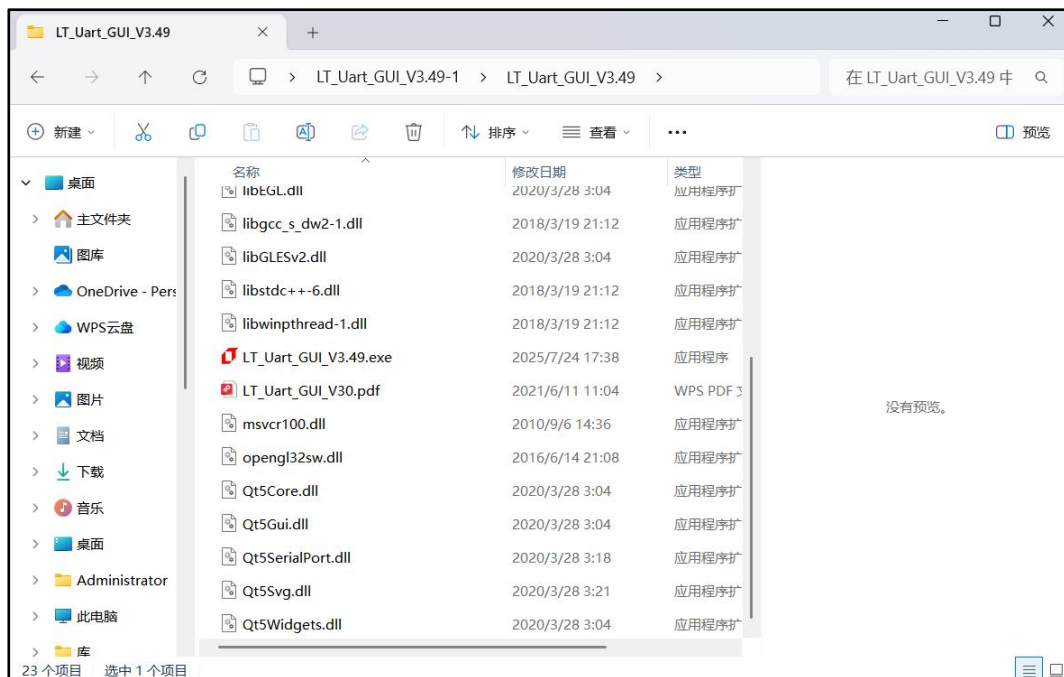 LT_Uart_GUI_V3.49
LT_Uart_GUI_V3.49-1 > LT_Uart_GUI_V3.49 >
在 LT_Uart_GUI_V3.49 中
新建 排序 查看 ... 预览
名称 修改日期 类型
libEGL.dll 2020/3/28 3:04 应用程序扩
libgcc_s_dw2-1.dll 2018/3/19 21:12 应用程序扩
libGLESv2.dll 2020/3/28 3:04 应用程序扩
libstdc++-6.dll 2018/3/19 21:12 应用程序扩
libwinpthread-1.dll 2018/3/19 21:12 应用程序扩
LT_Uart_GUI_V3.49.exe 2025/7/24 17:38 应用程序
LT_Uart_GUI_V30.pdf 2021/6/11 11:04 WPS PDF 文
msvcr100.dll 2010/9/6 14:36 应用程序扩
opengl32sw.dll 2016/6/14 21:08 应用程序扩
Qt5Core.dll 2020/3/28 3:04 应用程序扩
Qt5Gui.dll 2020/3/28 3:04 应用程序扩
Qt5SerialPort.dll 2020/3/28 3:18 应用程序扩
Qt5Svg.dll 2020/3/28 3:21 应用程序扩
Qt5Widgets.dll 2020/3/28 3:04 应用程序扩
桌面
主文件夹
图库
OneDrive - Pers
WPS云盘
视频
图片
文档
下载
音乐
桌面
Administrator
此电脑
库
没有预览。
23 个项目 选中 1 个项目